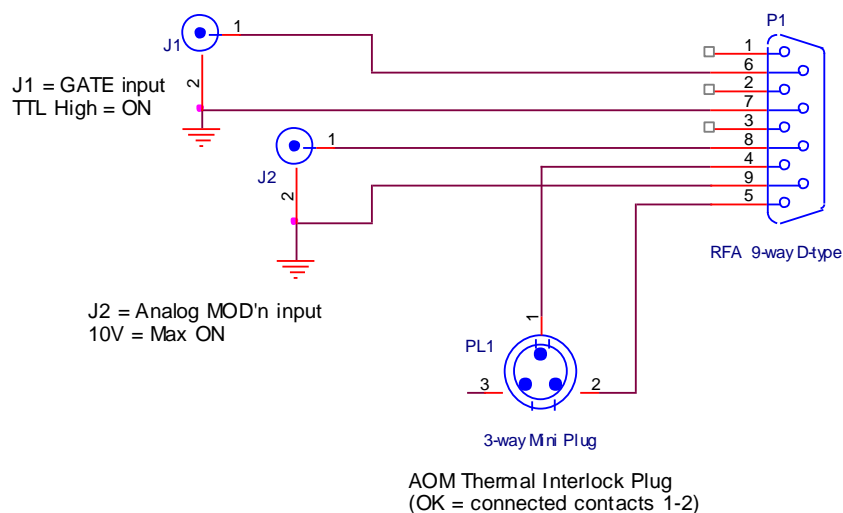 P1
J1
1
2
J1 = GATE input
TTL High = ON
1
6
2
7
3
8
4
9
5
J2
1
2
RFA 9-way D-type
J2 = Analog MOD'n input
10V = Max ON
PL1
1
3
2
3-way Mini Plug
AOM Thermal Interlock Plug
(OK = connected contacts 1-2)